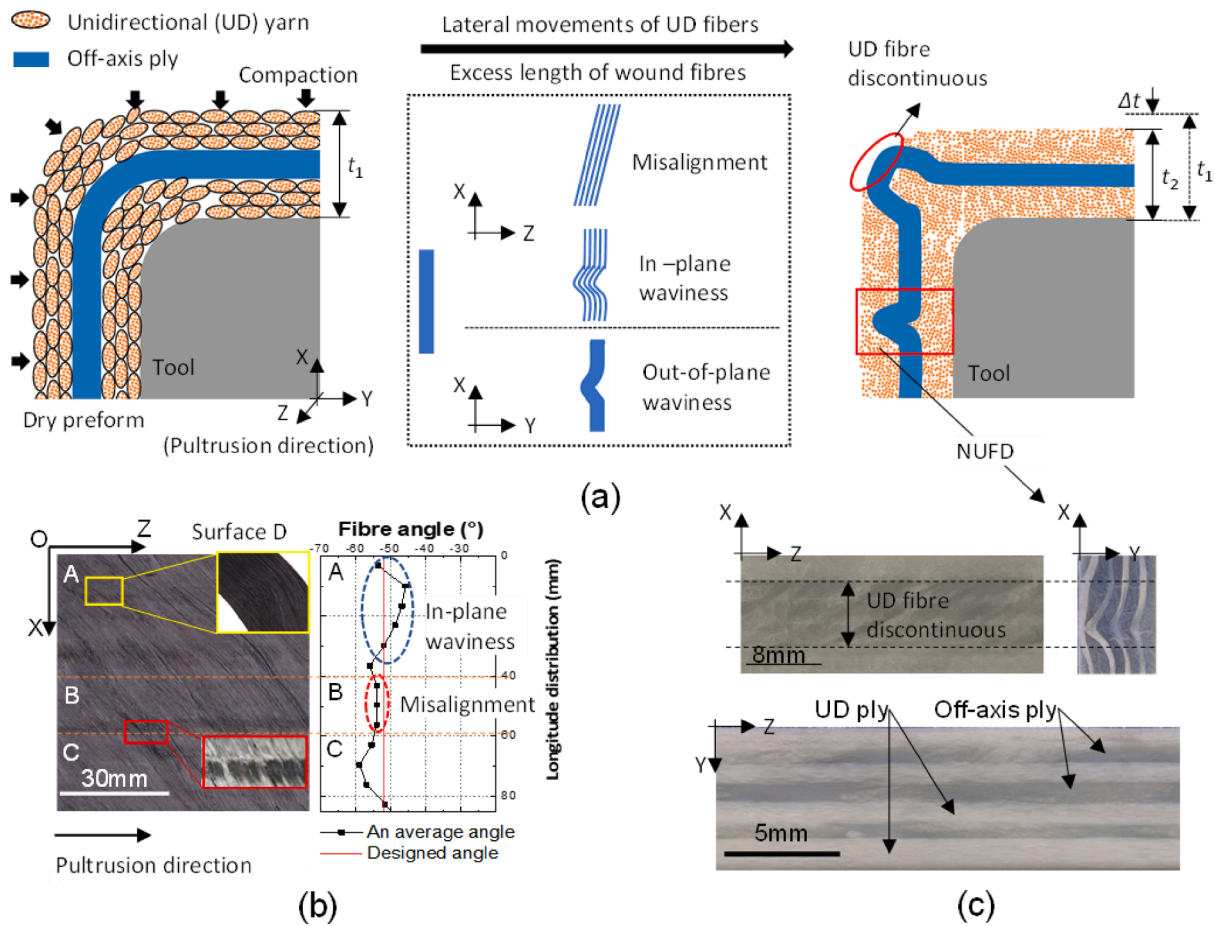 Unidirectional (UD) yarn
Off-axis ply
Compaction
t1
Tool
X
Y
Z
Dry preform
(Pultrusion direction)
Lateral movements of UD fibers
Excess length of wound fibres
Misalignment
X
Z
In –plane
waviness
Out-of-plane
waviness
X
Y
UD fibre
discontinuous
Δt
t2
t1
Tool
NUFD
(a)
O
Z
Surface D
A
X
B
C
30mm
Pultrusion direction
Fibre angle (°)
-70 -60 -50 -40 -30 -20
0
20
40
60
80
A
In-plane
waviness
B
Misalignment
C
Longitude distribution (mm)
An average angle
Designed angle
(b)
X
Z
UD fibre
discontinuous
8mm
X
Y
UD ply
Off-axis ply
Z
Y
5mm
(c)